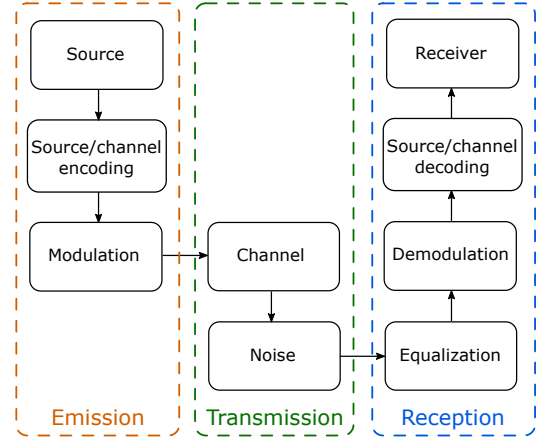 Source
Source/channel
encoding
Modulation
Emission
Channel
Noise
Transmission
Receiver
Source/channel
decoding
Demodulation
Equalization
Reception